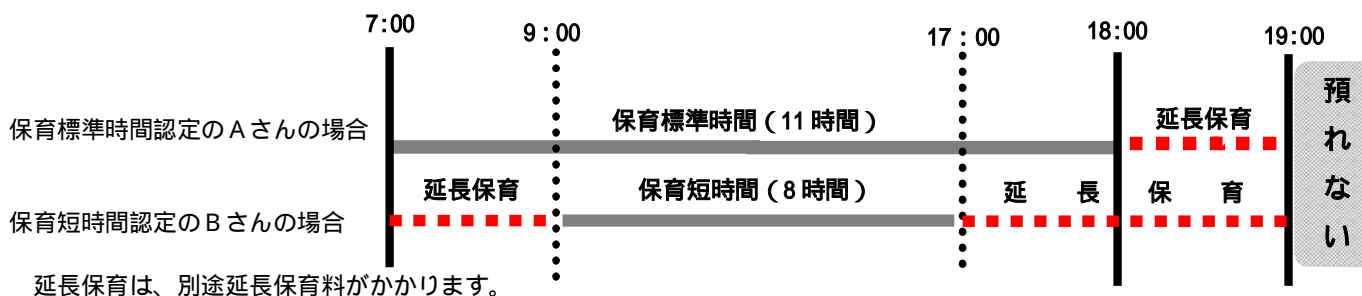 7:00
9:00
17:00
18:00
19:00
保育標準時間認定のAさんの場合
保育標準時間(11時間)
延長保育
保育短時間認定のBさんの場合
延長保育
保育短時間(8時間)
延長保育
預れない
延長保育は、別途延長保育料がかかります。